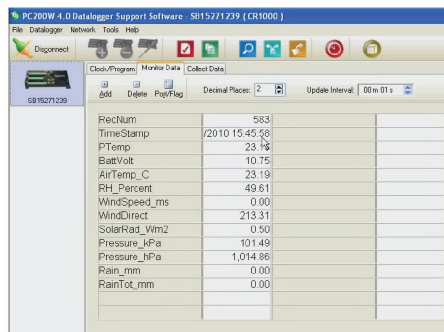 PC200W 4.0 Datalogger Support Software - SB15271239 ( CR1000 )
File Datalogger Network Tools Help
Disconnect
Clock/Program Monitor Data Collect Data
SB15271239
Add Delete Port/Flag Decimal Places: 2 Update Interval: 00 m 01 s
RecNum 583
TimeStamp /2010 15:45:58
PTemp
BattVolt 10.75
AirTemp_C 23.19
RH_Percent 49.61
WindSpeed_ms 0.00
WindDirect 213.31
SolarRad_Wm2 0.50
Pressure_kPa 101.49
Pressure_hPa 1,014.86
Rain_mm 0.00
RainTot_mm 0.00